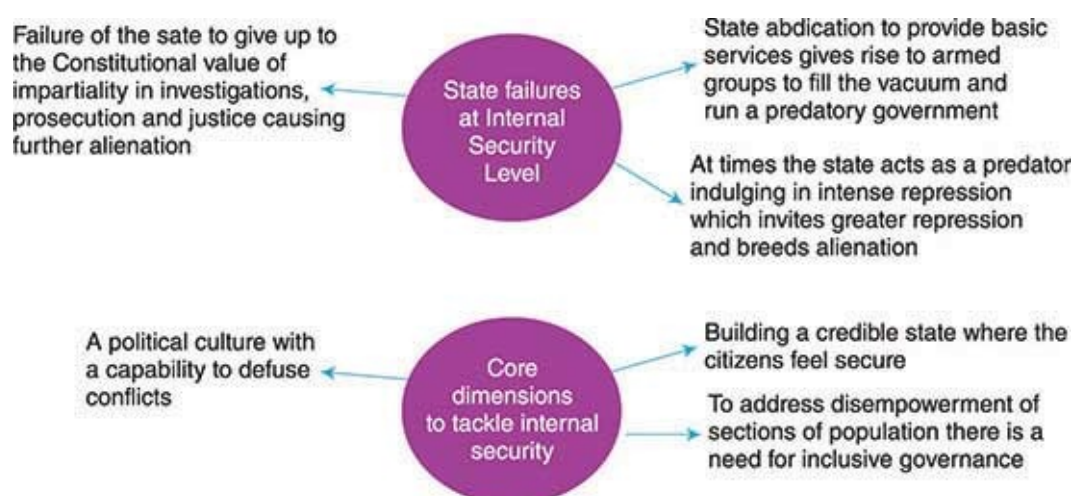 Failure of the sate to give up to
the Constitutional value of
impartiality in investigations,
prosecution and justice causing
further alienation
State failures
at Internal
Security
Level
State abdication to provide basic
services gives rise to armed
groups to fill the vacuum and
run a predatory government
At times the state acts as a predator
indulging in intense repression
which invites greater repression
and breeds alienation
A political culture with
a capability to defuse
conflicts
Core
dimensions
to tackle internal
security
Building a credible state where the
citizens feel secure
To address disempowerment of
sections of population there is a
need for inclusive governance